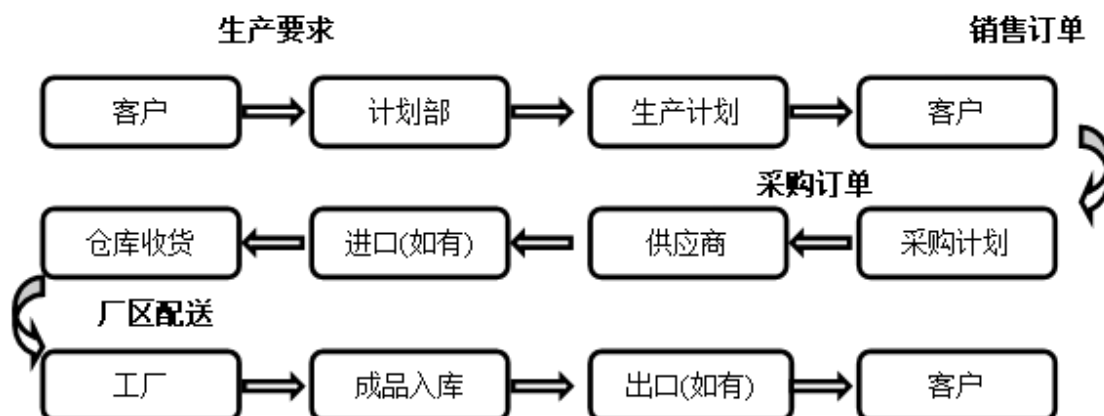 生产要求 销售订单
客户 计划部 生产计划 客户
采购订单
仓库收货 进口(如有) 供应商 采购计划
厂区配送
工厂 成品入库 出口(如有) 客户